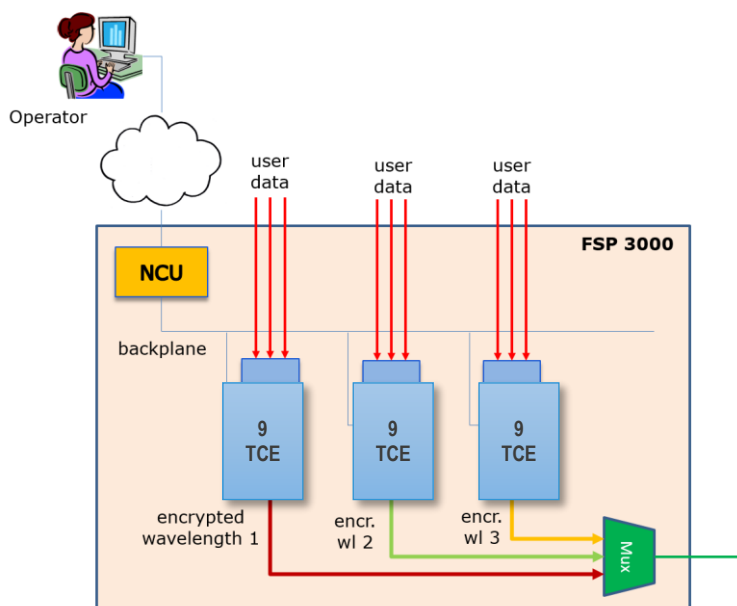 Operator
user
data
user
data
user
data
FSP 3000
NCU
backplane
9
TCE
9
TCE
9
TCE
encrypted
wavelength 1
encr.
wl 2
encr.
wl 3
Mux